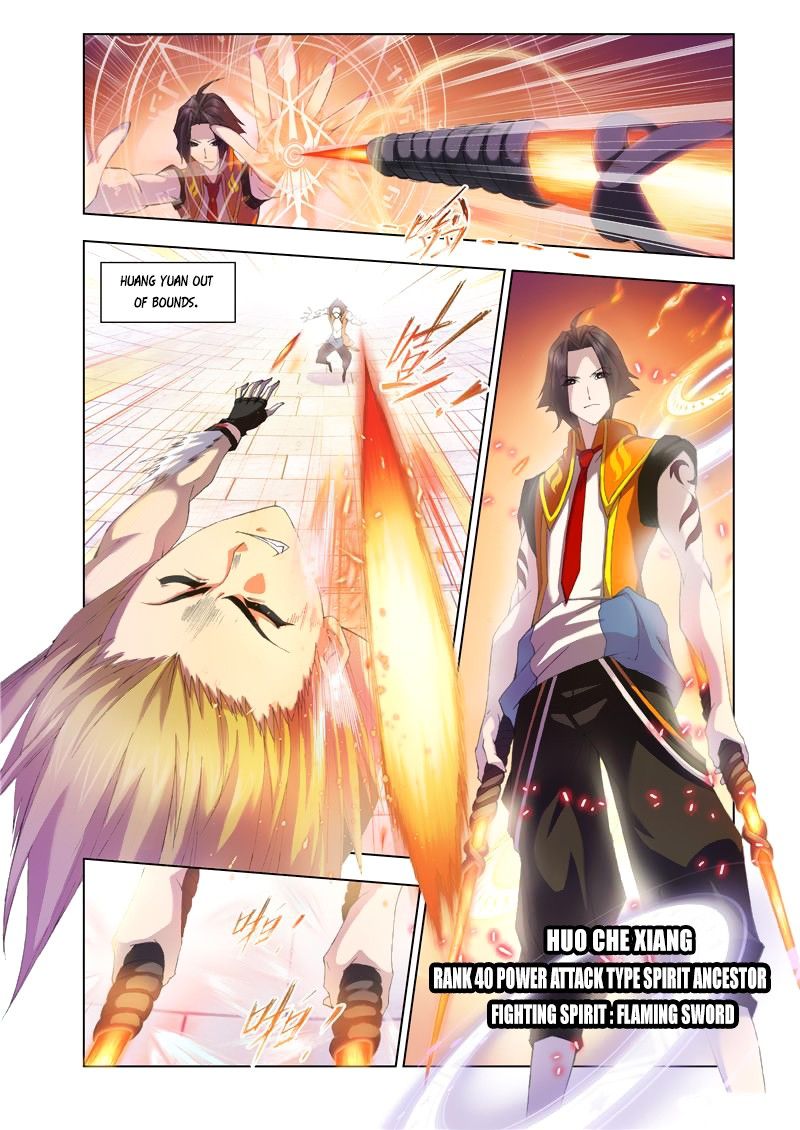 嗡
HUANG YUAN OUT
OF BOUNDS.
HUO CHE XIANG
RANK 40 POWER ATTACK TYPE SPIRIT ANCESTOR
FIGHTING SPIRIT : FLAMING SWORD